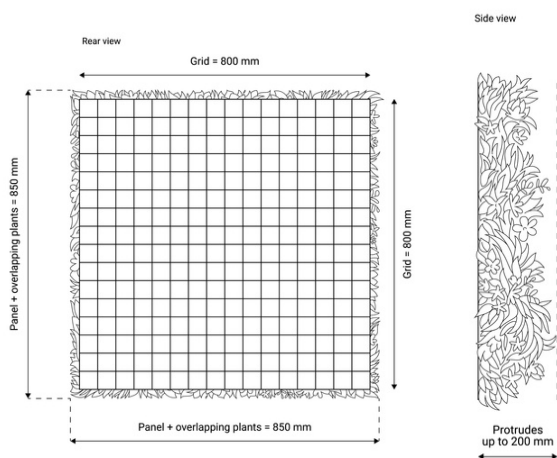 Side view
Rear view
Grid = 800 mm
Panel + overlapping plants = 850 mm
Grid = 800 mm
Panel + overlapping plants = 850 mm
Protrudes
up to 200 mm